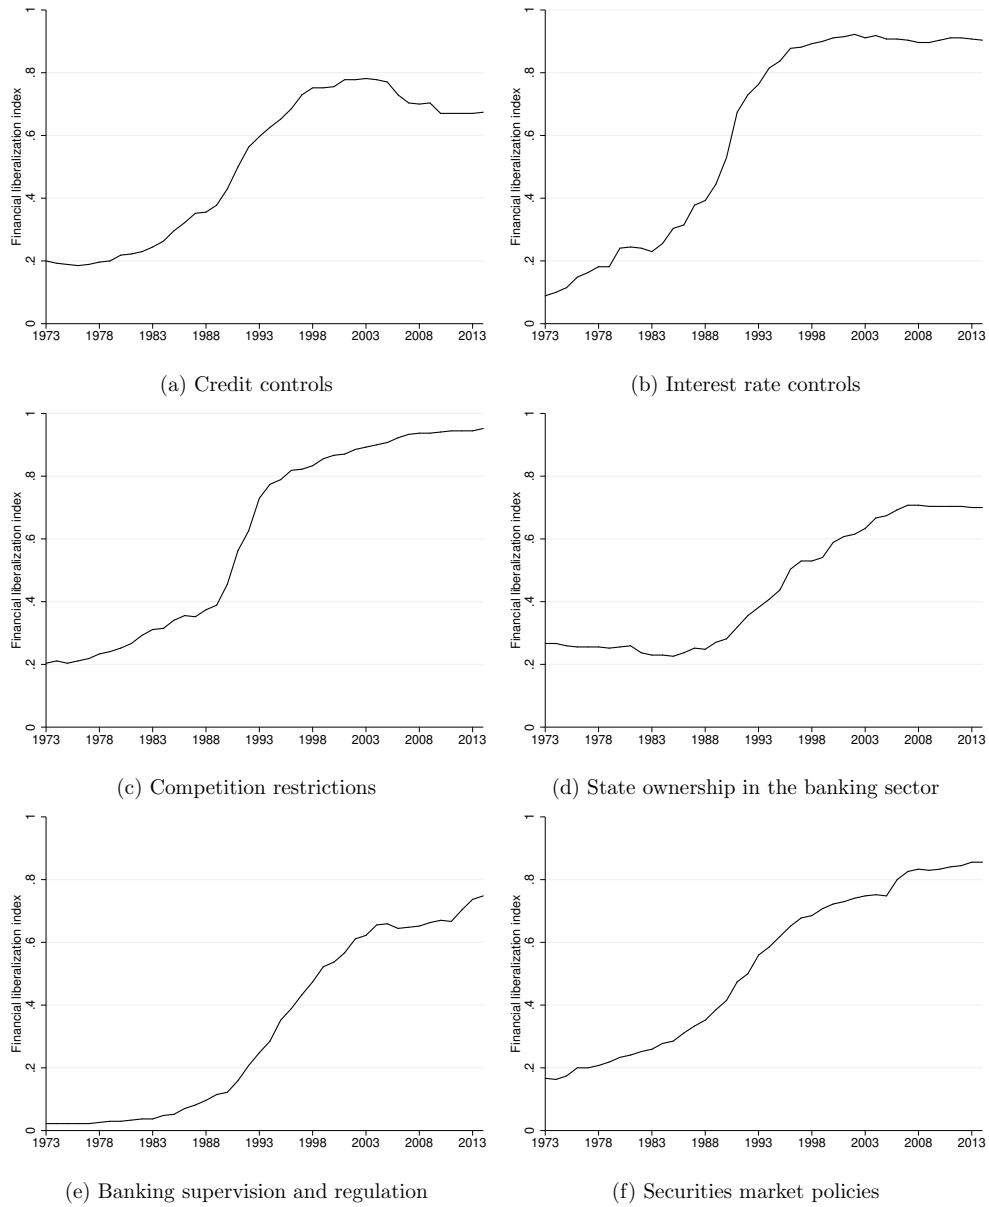 Financial liberalization index
1
.8
.6
.4
.2
0
1973 1978 1983 1988 1993 1998 2003 2008 2013
(a) Credit controls
Financial liberalization index
1
.8
.6
.4
.2
0
1973 1978 1983 1988 1993 1998 2003 2008 2013
(b) Interest rate controls
Financial liberalization index
1
.8
.6
.4
.2
0
1973 1978 1983 1988 1993 1998 2003 2008 2013
(c) Competition restrictions
Financial liberalization index
1
.8
.6
.4
.2
0
1973 1978 1983 1988 1993 1998 2003 2008 2013
(d) State ownership in the banking sector
Financial liberalization index
1
.8
.6
.4
.2
0
1973 1978 1983 1988 1993 1998 2003 2008 2013
(e) Banking supervision and regulation
Financial liberalization index
1
.8
.6
.4
.2
0
1973 1978 1983 1988 1993 1998 2003 2008 2013
(f) Securities market policies